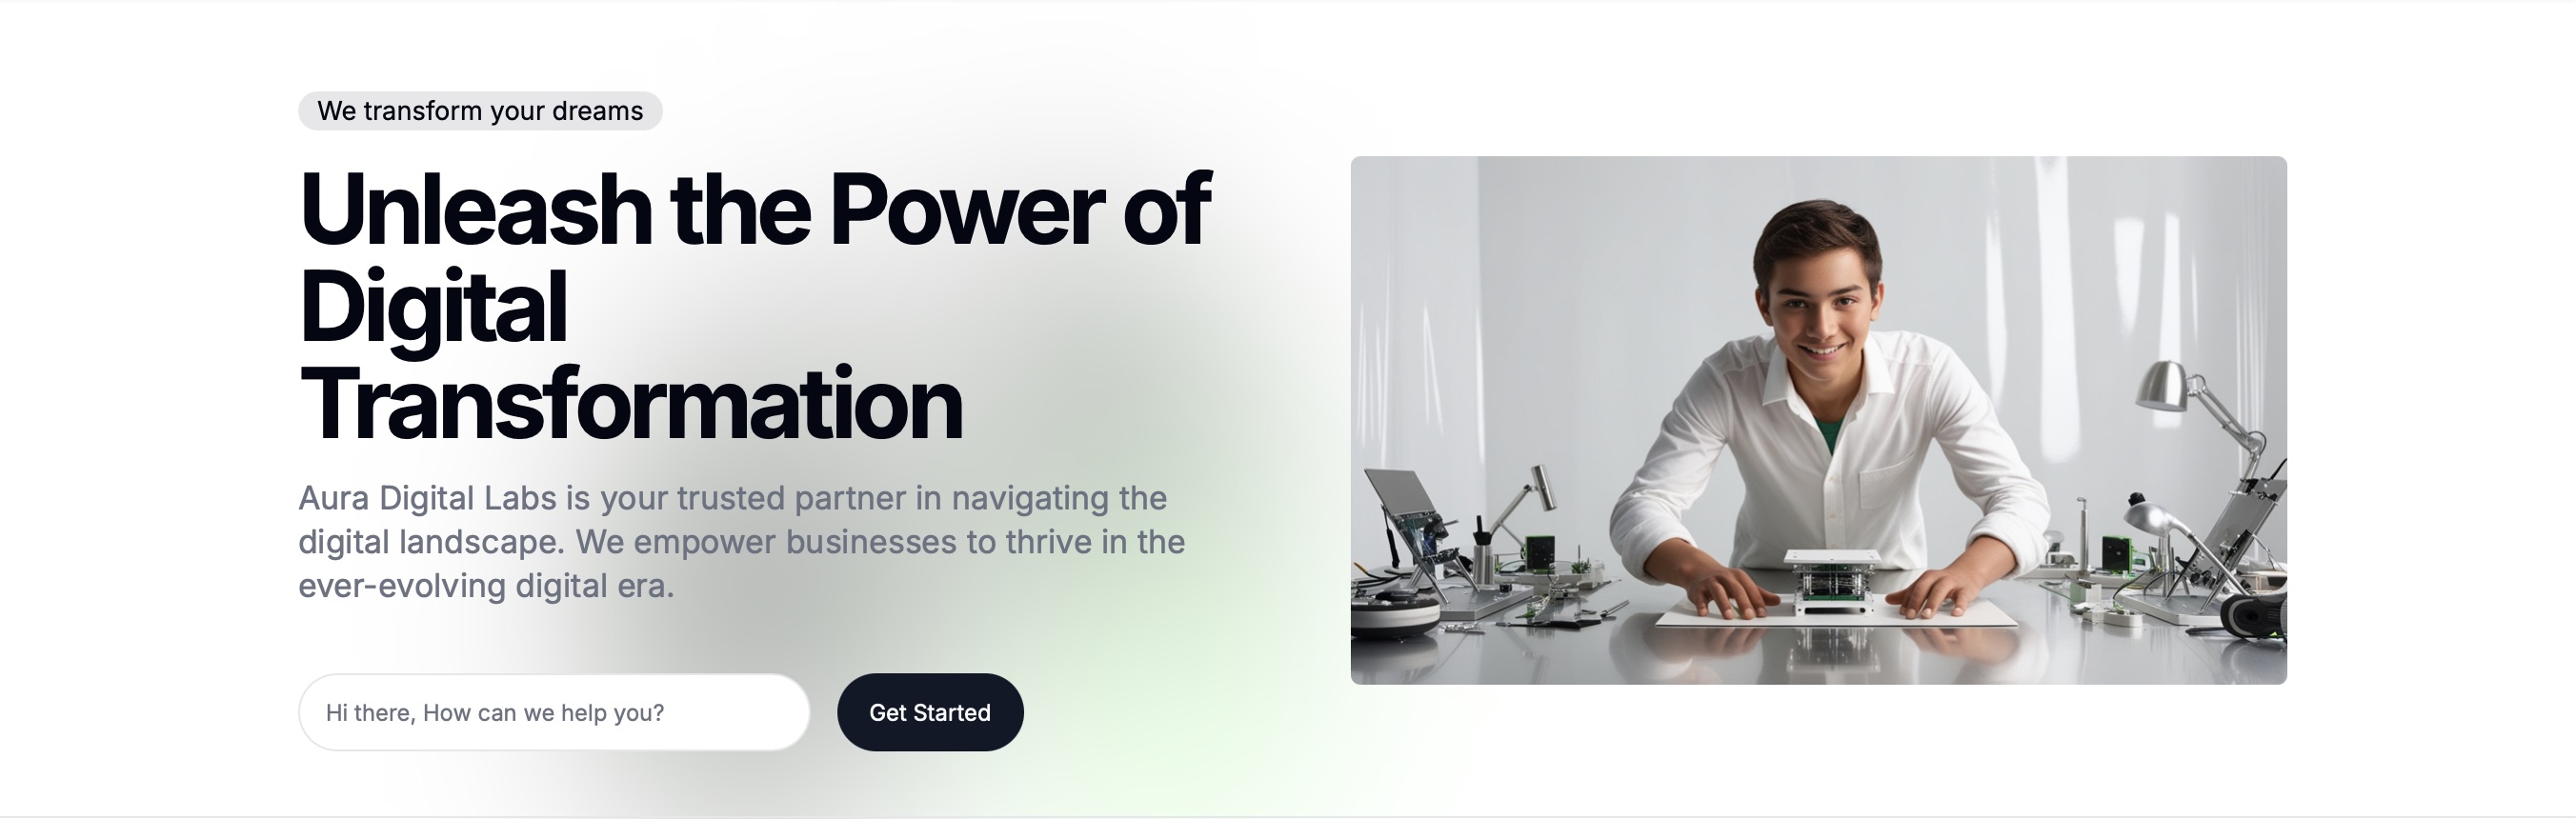 We transform your dreams
Unleash the Power of
Digital
Transformation
Aura Digital Labs is your trusted partner in navigating the
digital landscape. We empower businesses to thrive in the
ever-evolving digital era.
Hi there, How can we help you?
Get Started